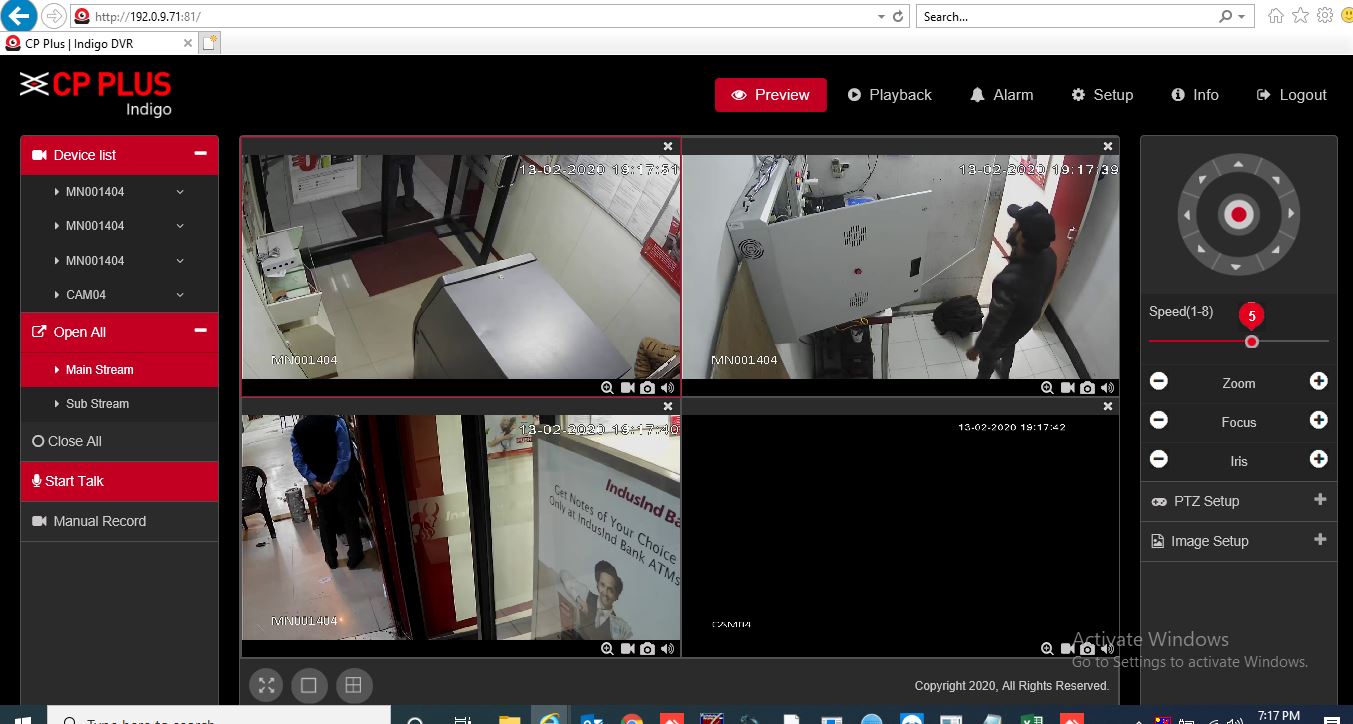 http://192.0.9.71:81/
Search...
CP Plus | Indigo DVR
CP PLUS
Indigo
Preview
Playback
Alarm
Setup
Info
Logout
Device list
MN001404
MN001404
MN001404
CAM04
Open All
Main Stream
Sub Stream
Close All
Start Talk
Manual Record
13-02-2020 19:17:51
MN001404
13-02-2020 19:17:39
MN001404
13-02-2020 19:17:40
IndusInd Ba
Get Notes of Your Choice
Only at IndusInd Bank ATMs
MN001404
13-02-2020 19:17:42
CAM04
Speed(1-8)
5
Zoom
Focus
Iris
PTZ Setup
Image Setup
Activate Windows
Go to Settings to activate Windows.
Copyright 2020, All Rights Reserved.
Type here to search
7:17 PM